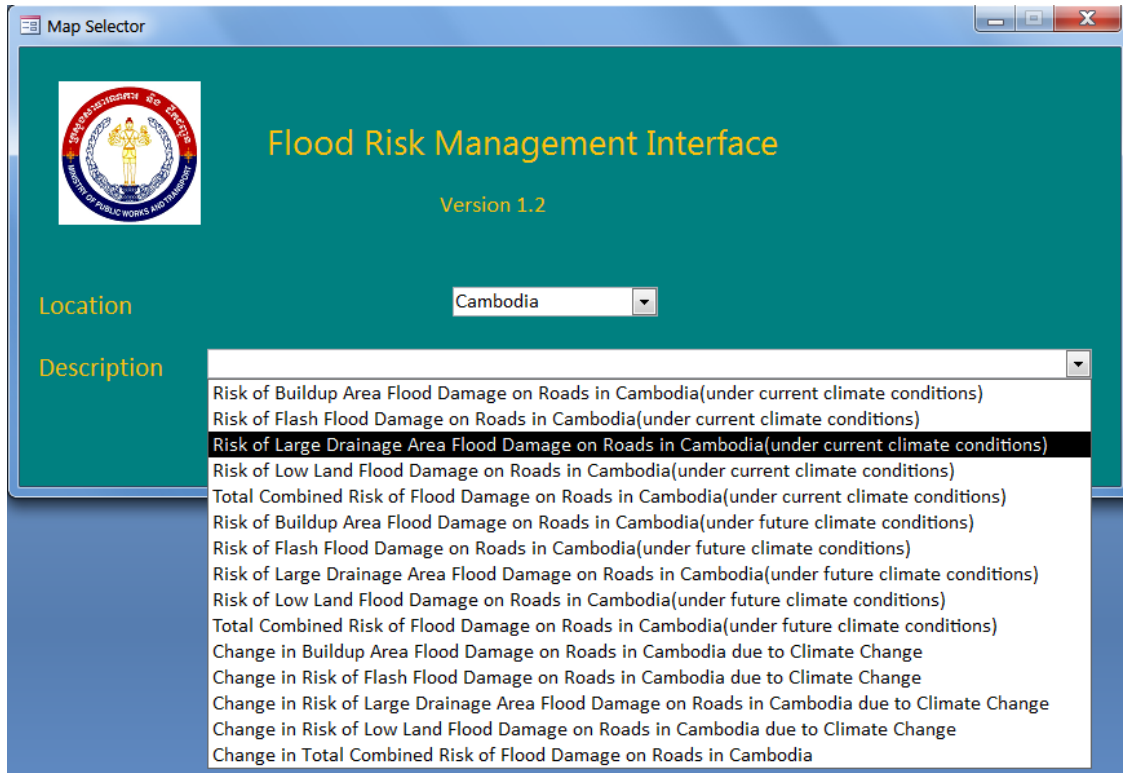 Map Selector
MINISTRY OF PUBLIC WORKS AND TRANSPORT
Flood Risk Management Interface
Version 1.2
Location
Cambodia
Description
Risk of Buildup Area Flood Damage on Roads in Cambodia(under current climate conditions)
Risk of Flash Flood Damage on Roads in Cambodia(under current climate conditions)
Risk of Large Drainage Area Flood Damage on Roads in Cambodia(under current climate conditions)
Risk of Low Land Flood Damage on Roads in Cambodia(under current climate conditions)
Total Combined Risk of Flood Damage on Roads in Cambodia(under current climate conditions)
Risk of Buildup Area Flood Damage on Roads in Cambodia(under future climate conditions)
Risk of Flash Flood Damage on Roads in Cambodia(under future climate conditions)
Risk of Large Drainage Area Flood Damage on Roads in Cambodia(under future climate conditions)
Risk of Low Land Flood Damage on Roads in Cambodia(under future climate conditions)
Total Combined Risk of Flood Damage on Roads in Cambodia(under future climate conditions)
Change in Buildup Area Flood Damage on Roads in Cambodia due to Climate Change
Change in Risk of Flash Flood Damage on Roads in Cambodia due to Climate Change
Change in Risk of Large Drainage Area Flood Damage on Roads in Cambodia due to Climate Change
Change in Risk of Low Land Flood Damage on Roads in Cambodia due to Climate Change
Change in Total Combined Risk of Flood Damage on Roads in Cambodia